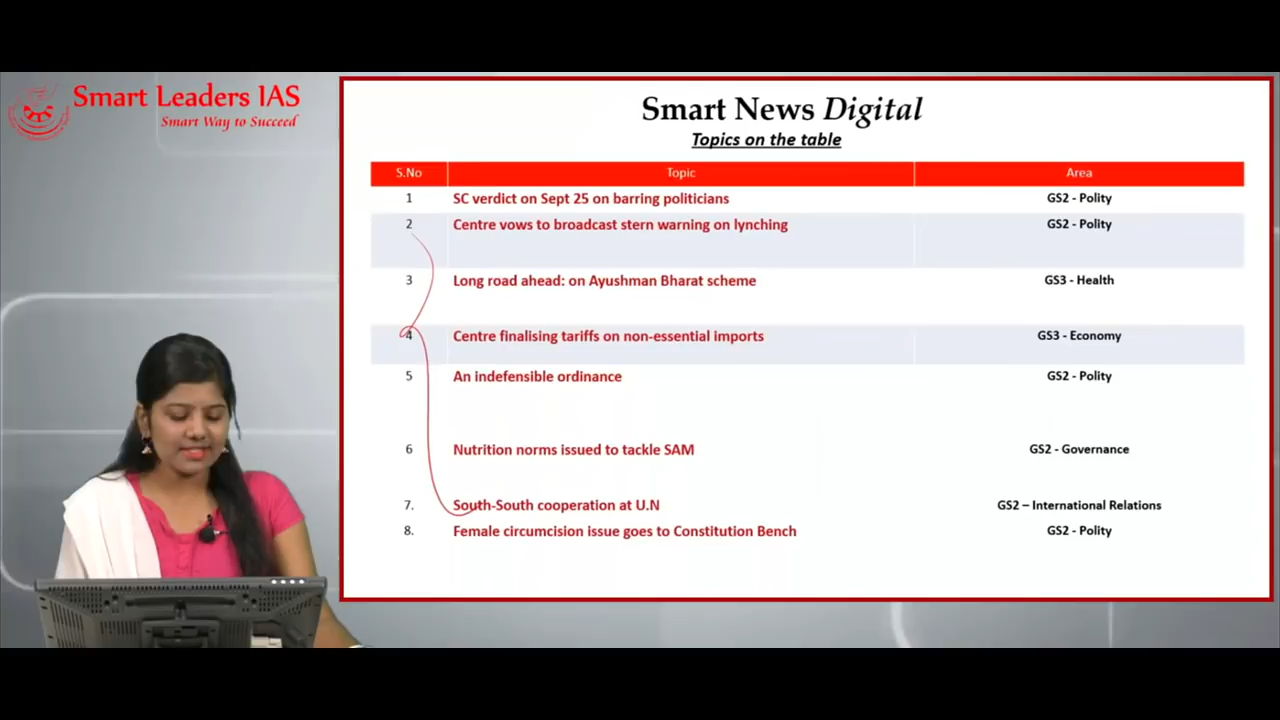 Smart Leaders IAS
Smart Way to Succeed
Smart News Digital
Topics on the table
S.No Topic Area
1 SC verdict on Sept 25 on barring politicians GS2 - Polity
2 Centre vows to broadcast stern warning on lynching GS2 - Polity
3 Long road ahead: on Ayushman Bharat scheme GS3 - Health
4 Centre finalising tariffs on non-essential imports GS3 - Economy
5 An indefensible ordinance GS2 - Polity
6 Nutrition norms issued to tackle SAM GS2 - Governance
7. South-South cooperation at U.N GS2 – International Relations
8. Female circumcision issue goes to Constitution Bench GS2 - Polity